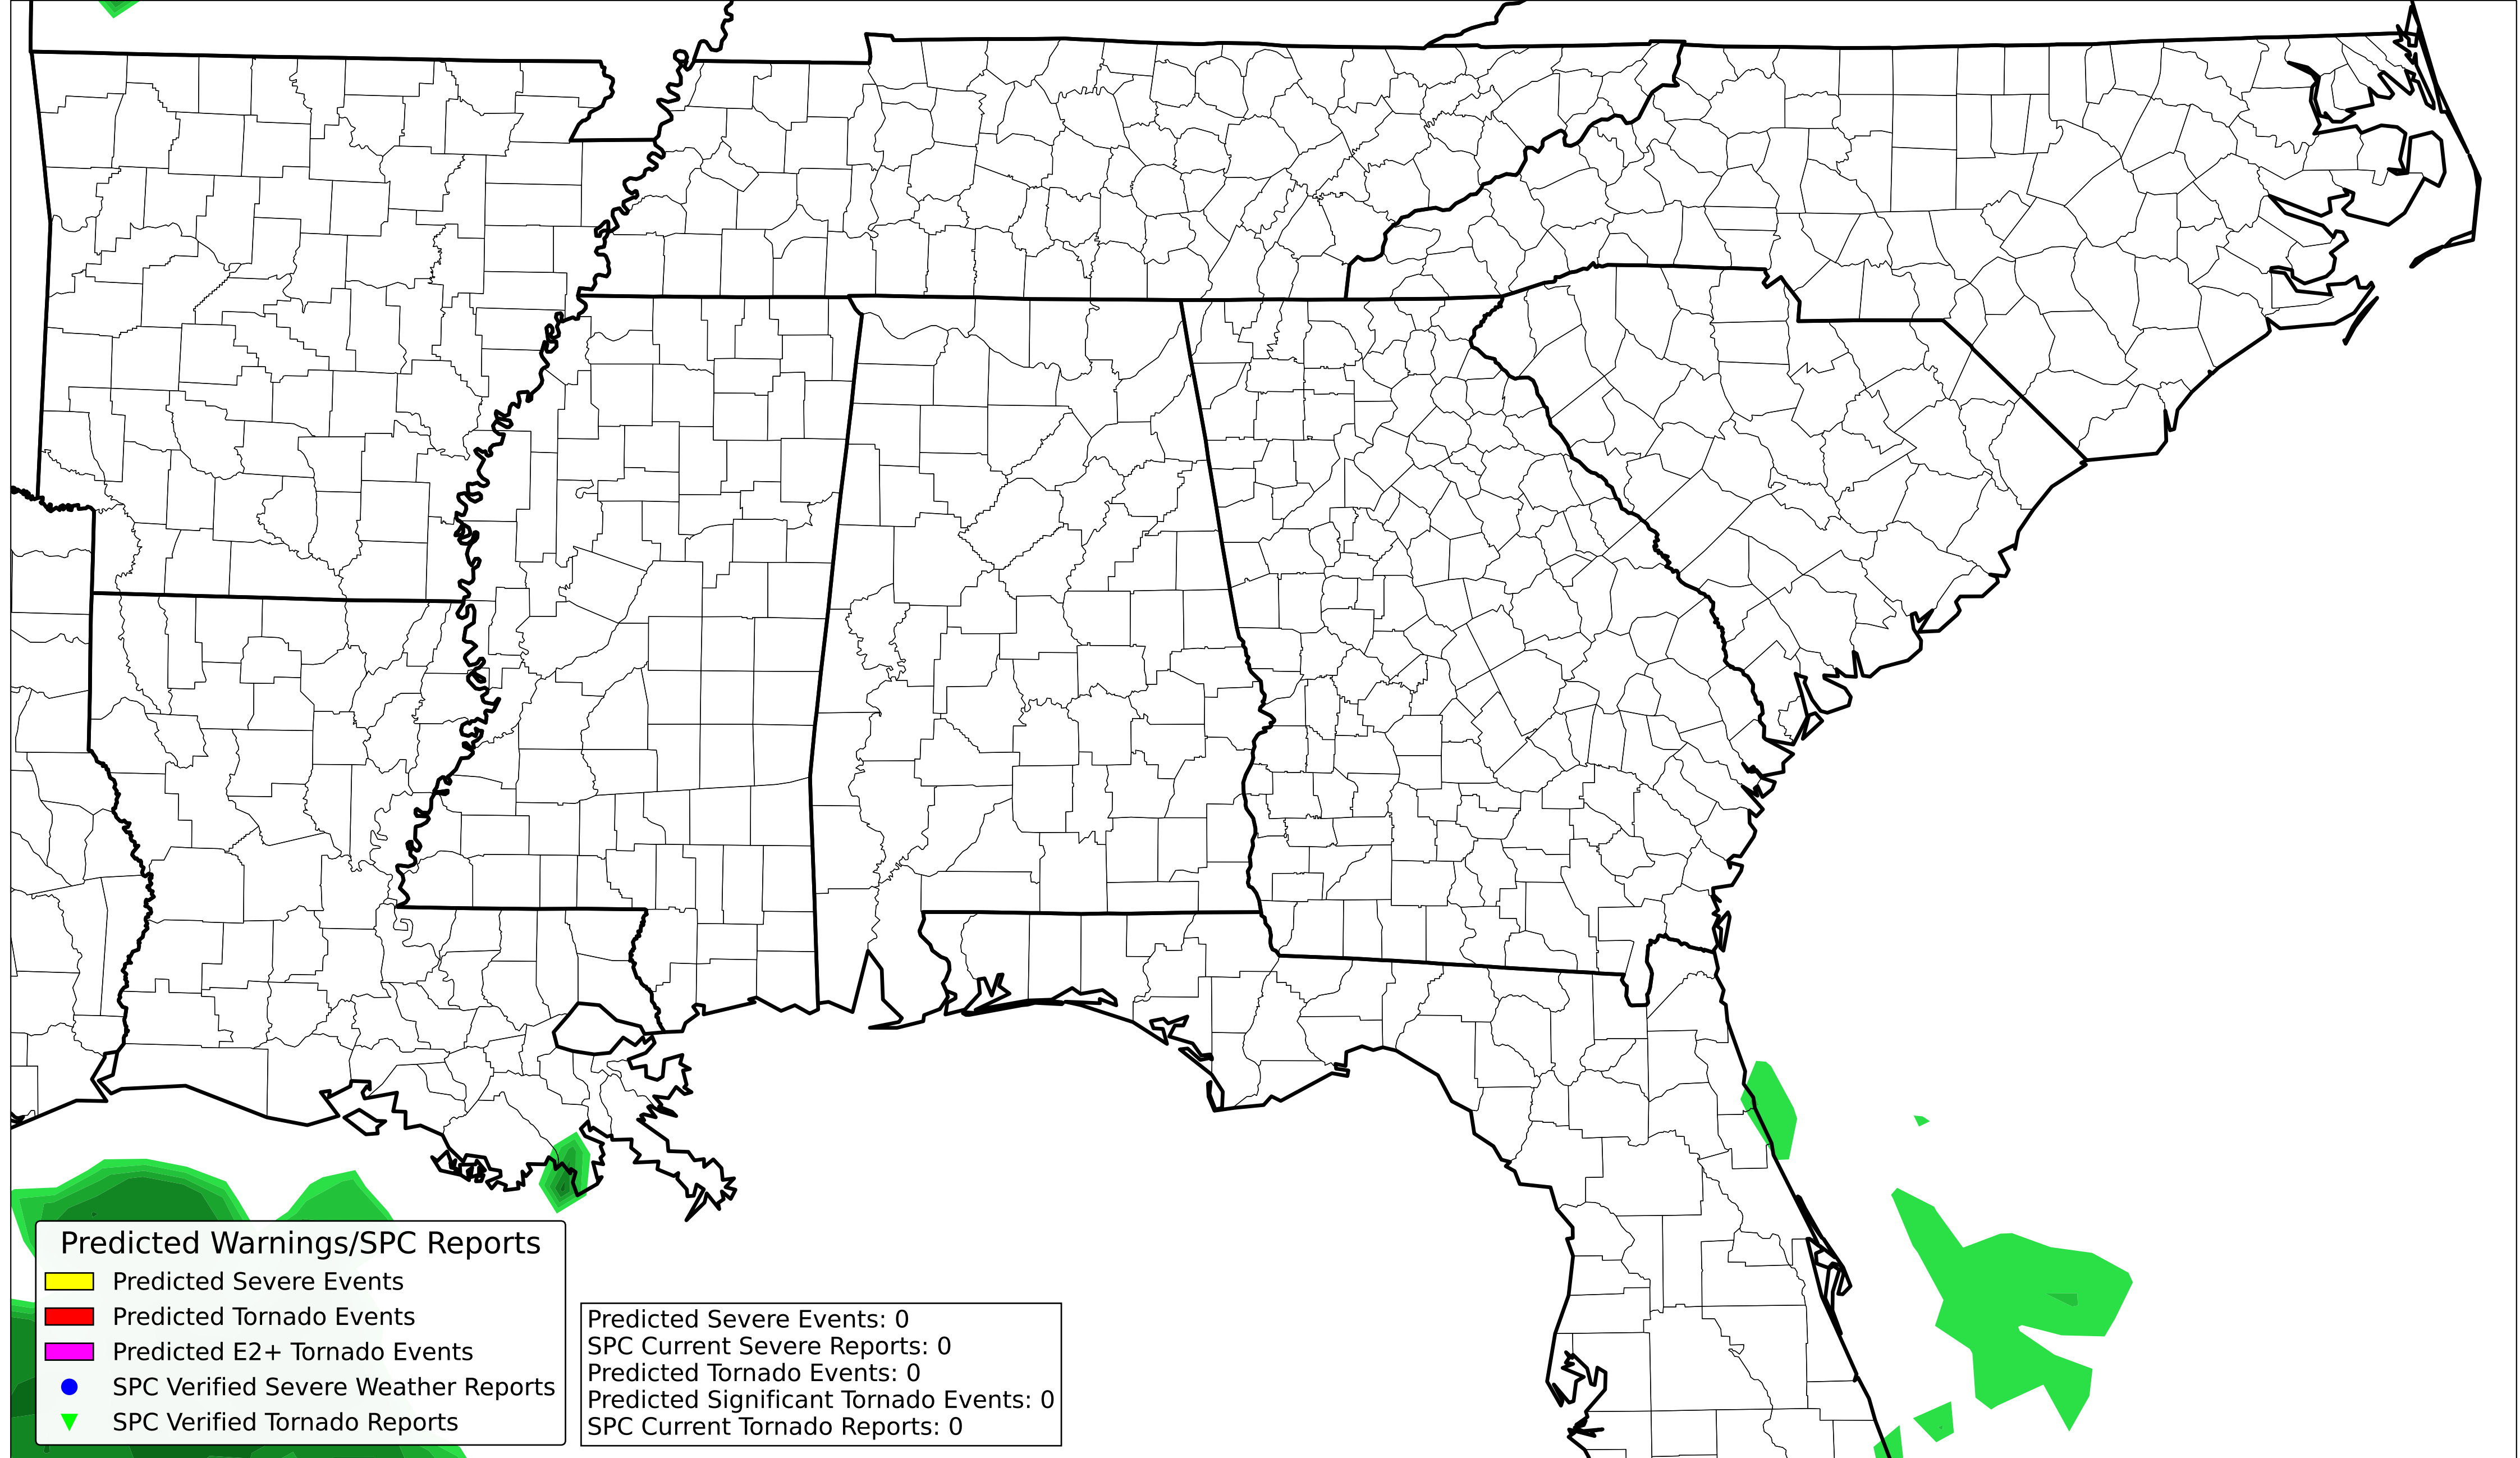 Predicted Warnings/SPC Reports
Predicted Severe Events
Predicted Tornado Events
Predicted E2+ Tornado Events
SPC Verified Severe Weather Reports
SPC Verified Tornado Reports
Predicted Severe Events: 0
SPC Current Severe Reports: 0
Predicted Tornado Events: 0
Predicted Significant Tornado Events: 0
SPC Current Tornado Reports: 0